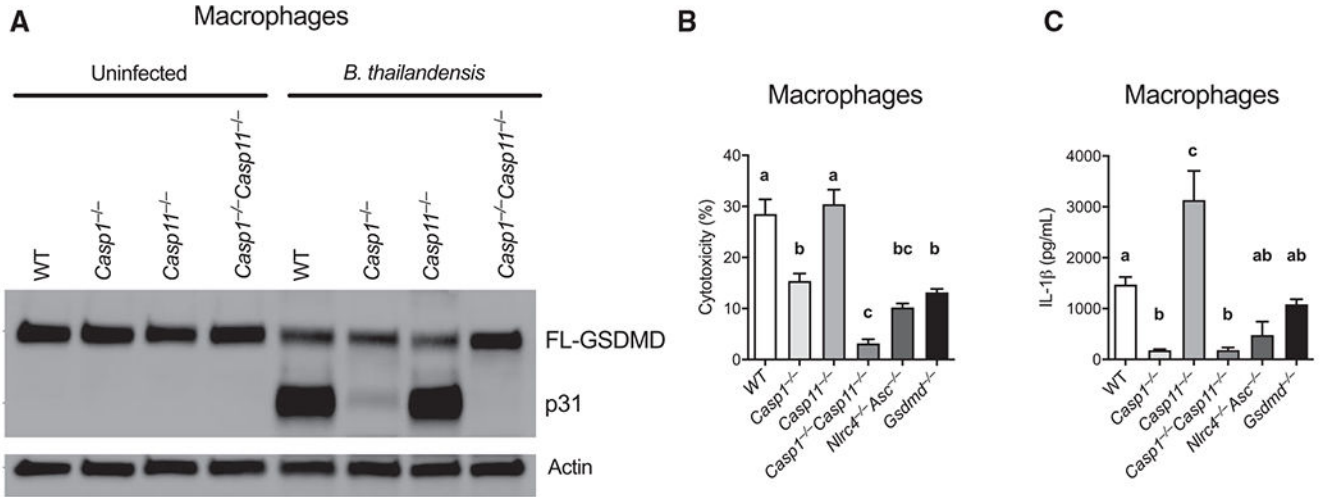 A
Macrophages
Uninfected
B. thailandensis
WT
Casp1–/–
Casp11–/–
Casp1–/–Casp11–/–
WT
Casp1–/–
Casp11–/–
Casp1–/–Casp11–/–
FL-GSDMD
p31
Actin
B
Macrophages
Cytotoxicity (%)
40
30
20
10
0
a
b
a
c
bc
b
WT
Casp1–/–
Casp11–/–
Casp1–/–Casp11–/–
Nlrc4–/–Asc–/–
Gsdmd–/–
C
Macrophages
IL-1β (pg/mL)
4000
3000
2000
1000
0
a
b
c
b
ab
ab
WT
Casp1–/–
Casp11–/–
Casp1–/–Casp11–/–
Nlrc4–/–Asc–/–
Gsdmd–/–